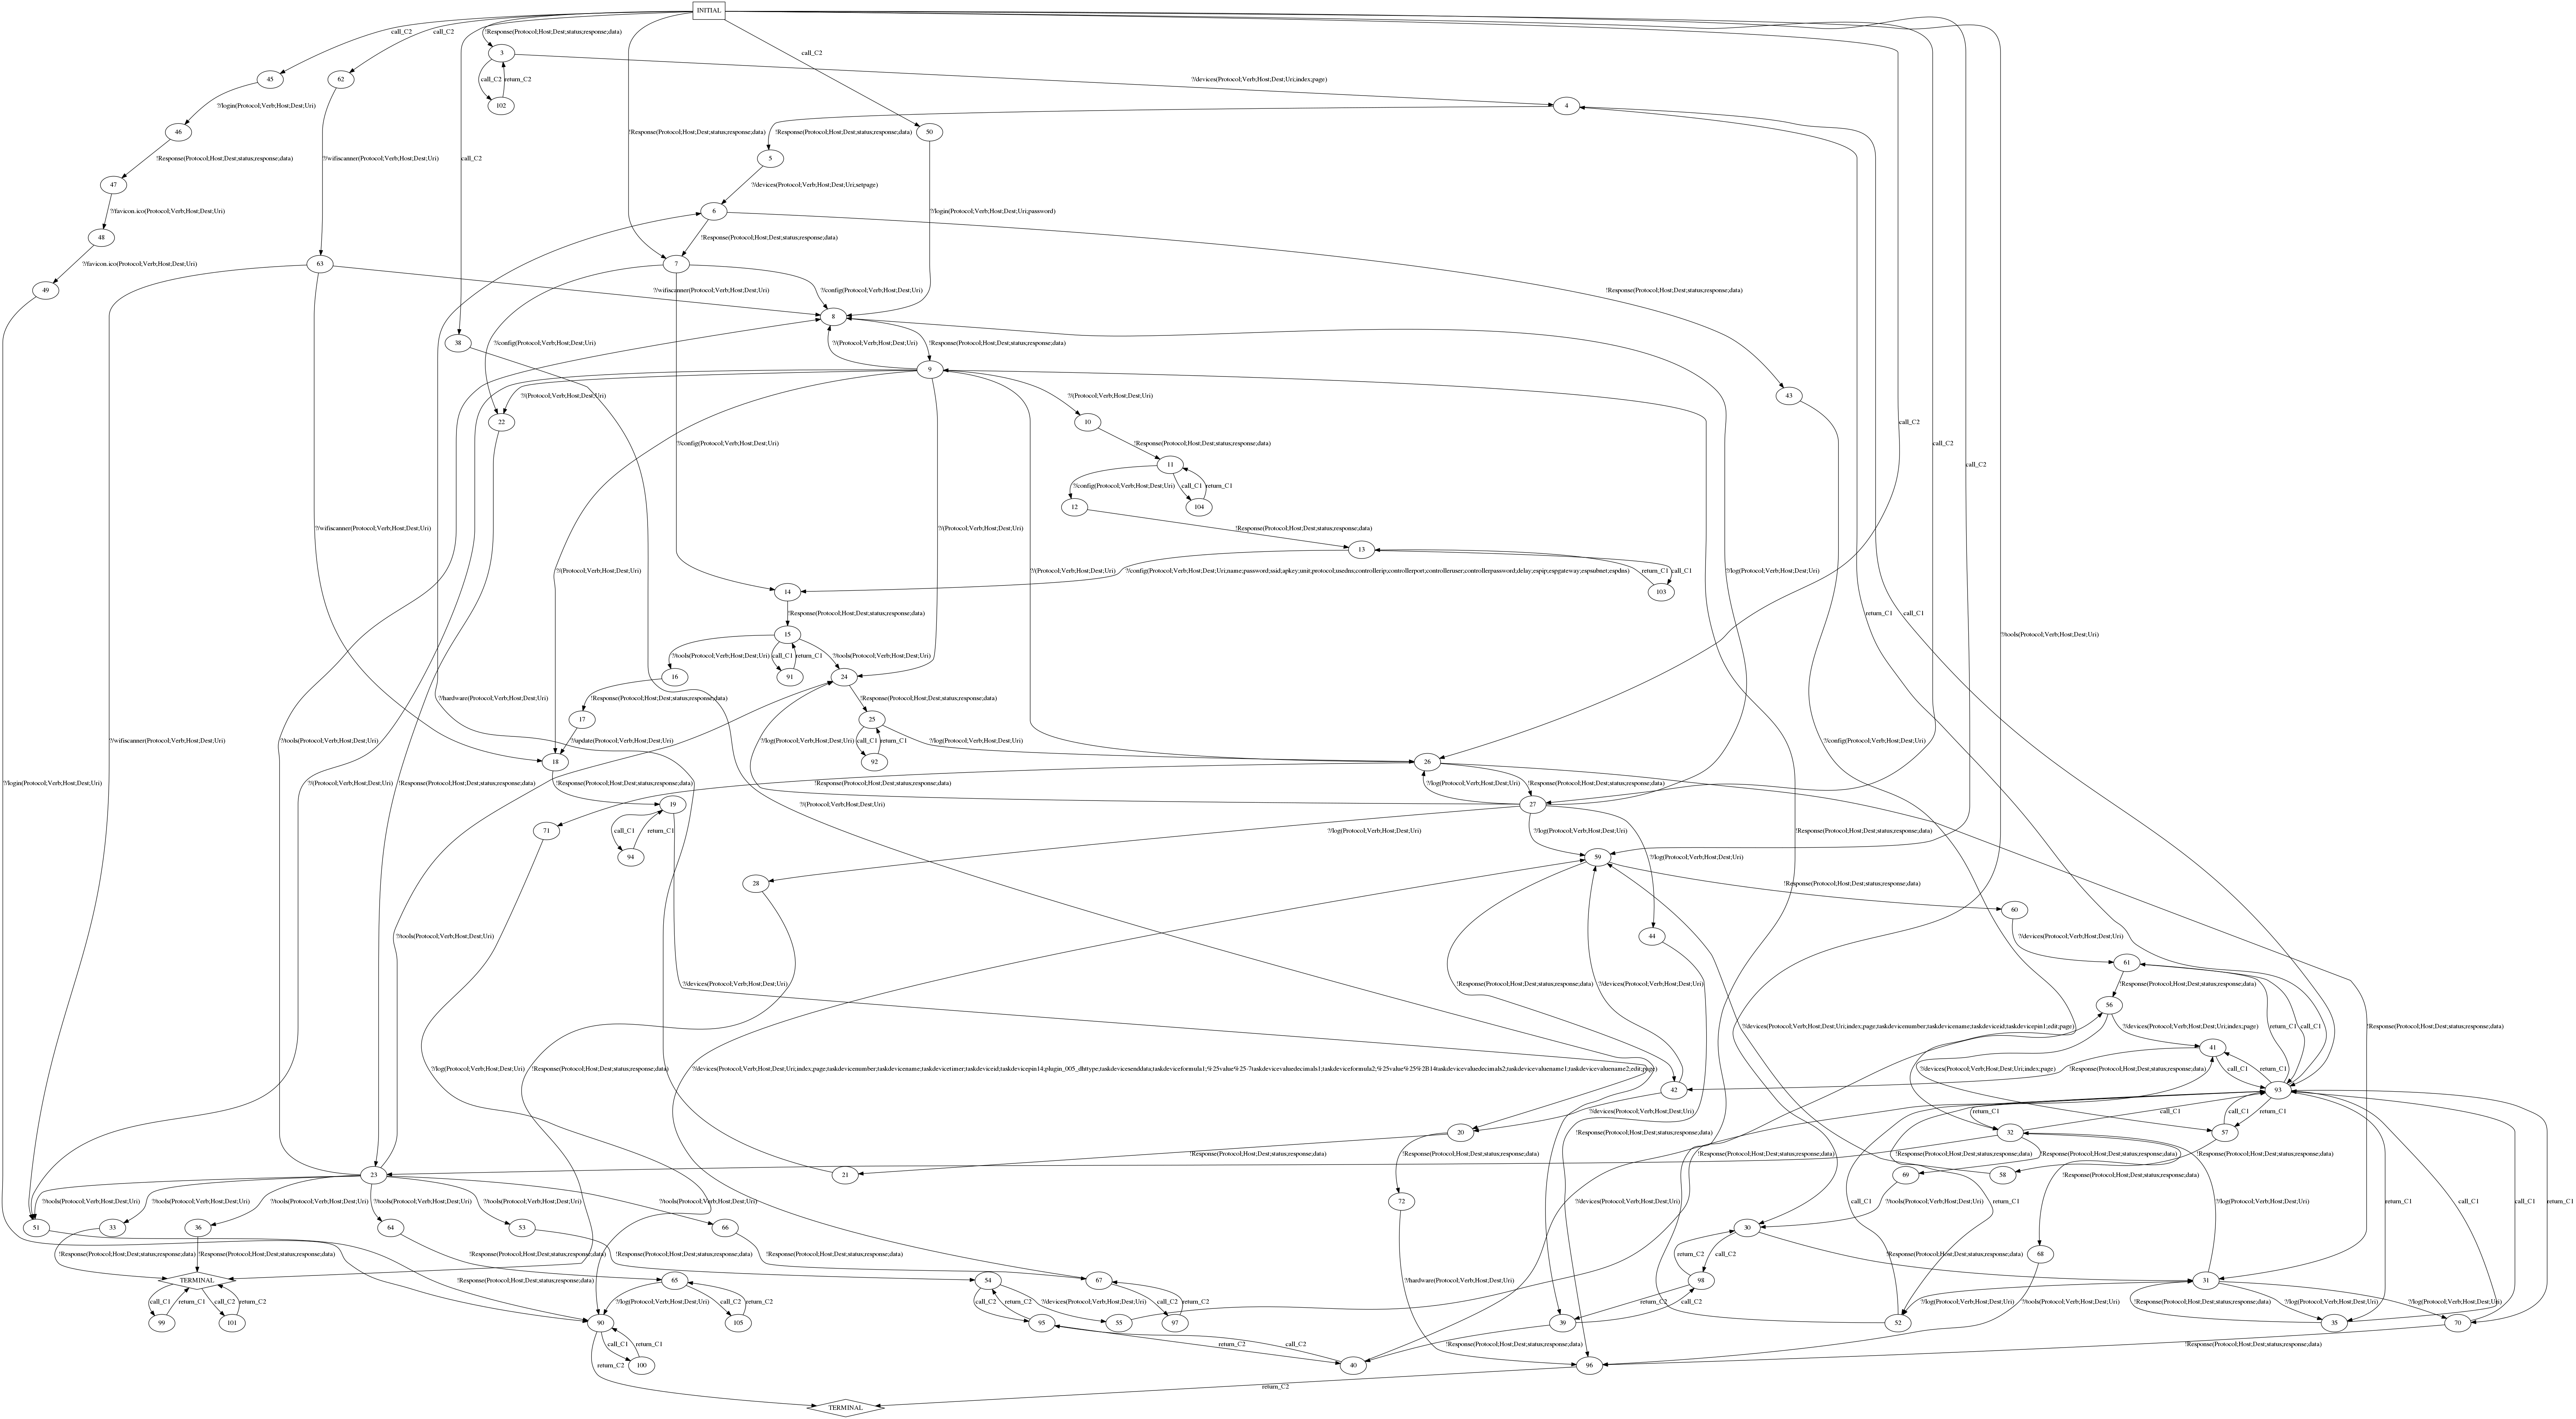 INITIAL
call_C2
call_C2
!Response(Protocol;Host;Dest;status;response;data)
call_C2
3
45
62
call_C2
return_C2
?/devices(Protocol;Verb;Host;Dest;Uri;index;page)
102
4
?/login(Protocol;Verb;Host;Dest;Uri)
46
!Response(Protocol;Host;Dest;status;response;data)
!Response(Protocol;Host;Dest;status;response;data)
50
!Response(Protocol;Host;Dest;status;response;data)
?/wifiscanner(Protocol;Verb;Host;Dest;Uri)
call_C2
5
47
?/devices(Protocol;Verb;Host;Dest;Uri;setpage)
?/favicon.ico(Protocol;Verb;Host;Dest;Uri)
6
?/login(Protocol;Verb;Host;Dest;Uri;password)
48
!Response(Protocol;Host;Dest;status;response;data)
?/favicon.ico(Protocol;Verb;Host;Dest;Uri)
63
7
49
?/wifiscanner(Protocol;Verb;Host;Dest;Uri)
?/config(Protocol;Verb;Host;Dest;Uri)
!Response(Protocol;Host;Dest;status;response;data)
8
38
?/config(Protocol;Verb;Host;Dest;Uri)
?/(Protocol;Verb;Host;Dest;Uri)
!Response(Protocol;Host;Dest;status;response;data)
9
?/(Protocol;Verb;Host;Dest;Uri)
?/(Protocol;Verb;Host;Dest;Uri)
43
22
10
call_C2
?/config(Protocol;Verb;Host;Dest;Uri)
!Response(Protocol;Host;Dest;status;response;data)
call_C2
11
call_C2
?/config(Protocol;Verb;Host;Dest;Uri)
call_C1
return_C1
12
104
?/wifiscanner(Protocol;Verb;Host;Dest;Uri)
?/(Protocol;Verb;Host;Dest;Uri)
!Response(Protocol;Host;Dest;status;response;data)
13
?/(Protocol;Verb;Host;Dest;Uri)
?/(Protocol;Verb;Host;Dest;Uri)
?/config(Protocol;Verb;Host;Dest;Uri;name;password;ssid;apkey;unit;protocol;usedns;controllerip;controllerport;controlleruser;controllerpassword;delay;espip;espgateway;espsubnet;espdns)
return_C1
call_C1
?/log(Protocol;Verb;Host;Dest;Uri)
14
103
!Response(Protocol;Host;Dest;status;response;data)
return_C1
call_C1
15
?/tools(Protocol;Verb;Host;Dest;Uri)
?/tools(Protocol;Verb;Host;Dest;Uri)
call_C1
return_C1
?/tools(Protocol;Verb;Host;Dest;Uri)
16
91
24
?/hardware(Protocol;Verb;Host;Dest;Uri)
!Response(Protocol;Host;Dest;status;response;data)
!Response(Protocol;Host;Dest;status;response;data)
17
25
?/wifiscanner(Protocol;Verb;Host;Dest;Uri)
?/tools(Protocol;Verb;Host;Dest;Uri)
?/update(Protocol;Verb;Host;Dest;Uri)
?/log(Protocol;Verb;Host;Dest;Uri)
call_C1
return_C1
?/log(Protocol;Verb;Host;Dest;Uri)
?/config(Protocol;Verb;Host;Dest;Uri)
18
92
26
?/login(Protocol;Verb;Host;Dest;Uri)
?/(Protocol;Verb;Host;Dest;Uri)
!Response(Protocol;Host;Dest;status;response;data)
!Response(Protocol;Host;Dest;status;response;data)
!Response(Protocol;Host;Dest;status;response;data)
?/log(Protocol;Verb;Host;Dest;Uri)
!Response(Protocol;Host;Dest;status;response;data)
19
?/(Protocol;Verb;Host;Dest;Uri)
27
71
call_C1
return_C1
?/log(Protocol;Verb;Host;Dest;Uri)
?/log(Protocol;Verb;Host;Dest;Uri)
!Response(Protocol;Host;Dest;status;response;data)
94
59
?/log(Protocol;Verb;Host;Dest;Uri)
28
!Response(Protocol;Host;Dest;status;response;data)
60
?/tools(Protocol;Verb;Host;Dest;Uri)
44
?/devices(Protocol;Verb;Host;Dest;Uri)
61
?/devices(Protocol;Verb;Host;Dest;Uri)
!Response(Protocol;Host;Dest;status;response;data)
?/devices(Protocol;Verb;Host;Dest;Uri)
!Response(Protocol;Host;Dest;status;response;data)
56
?/devices(Protocol;Verb;Host;Dest;Uri;index;page;taskdevicenumber;taskdevicename;taskdeviceid;taskdevicepin1;edit;page)
?/devices(Protocol;Verb;Host;Dest;Uri;index;page)
return_C1
call_C1
!Response(Protocol;Host;Dest;status;response;data)
41
?/log(Protocol;Verb;Host;Dest;Uri)
!Response(Protocol;Host;Dest;status;response;data)
?/devices(Protocol;Verb;Host;Dest;Uri;index;page;taskdevicenumber;taskdevicename;taskdevicetimer;taskdeviceid;taskdevicepin14;plugin_005_dhttype;taskdevicesenddata;taskdeviceformula1;%25value%25-7taskdevicevaluedecimals1;taskdeviceformula2;%25value%25%2B14taskdevicevaluedecimals2;taskdevicevaluename1;taskdevicevaluename2;edit;page)
?/devices(Protocol;Verb;Host;Dest;Uri;index;page)
!Response(Protocol;Host;Dest;status;response;data)
call_C1
return_C1
42
93
?/devices(Protocol;Verb;Host;Dest;Uri)
return_C1
call_C1
call_C1
return_C1
20
!Response(Protocol;Host;Dest;status;response;data)
32
57
!Response(Protocol;Host;Dest;status;response;data)
!Response(Protocol;Host;Dest;status;response;data)
!Response(Protocol;Host;Dest;status;response;data)
!Response(Protocol;Host;Dest;status;response;data)
!Response(Protocol;Host;Dest;status;response;data)
!Response(Protocol;Host;Dest;status;response;data)
23
21
69
58
!Response(Protocol;Host;Dest;status;response;data)
?/tools(Protocol;Verb;Host;Dest;Uri)
?/tools(Protocol;Verb;Host;Dest;Uri)
?/tools(Protocol;Verb;Host;Dest;Uri)
?/tools(Protocol;Verb;Host;Dest;Uri)
?/tools(Protocol;Verb;Host;Dest;Uri)
?/tools(Protocol;Verb;Host;Dest;Uri)
72
?/devices(Protocol;Verb;Host;Dest;Uri)
?/tools(Protocol;Verb;Host;Dest;Uri)
call_C1
return_C1
?/log(Protocol;Verb;Host;Dest;Uri)
return_C1
call_C1
call_C1
return_C1
51
33
36
64
53
66
30
!Response(Protocol;Host;Dest;status;response;data)
!Response(Protocol;Host;Dest;status;response;data)
!Response(Protocol;Host;Dest;status;response;data)
!Response(Protocol;Host;Dest;status;response;data)
!Response(Protocol;Host;Dest;status;response;data)
return_C2
call_C2
!Response(Protocol;Host;Dest;status;response;data)
68
TERMINAL
!Response(Protocol;Host;Dest;status;response;data)
65
54
67
?/hardware(Protocol;Verb;Host;Dest;Uri)
98
31
call_C1
return_C1
call_C2
return_C2
?/log(Protocol;Verb;Host;Dest;Uri)
call_C2
return_C2
call_C2
return_C2
?/devices(Protocol;Verb;Host;Dest;Uri)
call_C2
return_C2
return_C2
call_C2
?/log(Protocol;Verb;Host;Dest;Uri)
?/tools(Protocol;Verb;Host;Dest;Uri)
!Response(Protocol;Host;Dest;status;response;data)
?/log(Protocol;Verb;Host;Dest;Uri)
?/log(Protocol;Verb;Host;Dest;Uri)
99
101
90
105
95
55
97
39
52
35
70
call_C1
return_C1
return_C2
call_C2
!Response(Protocol;Host;Dest;status;response;data)
!Response(Protocol;Host;Dest;status;response;data)
return_C2
100
40
96
return_C2
TERMINAL